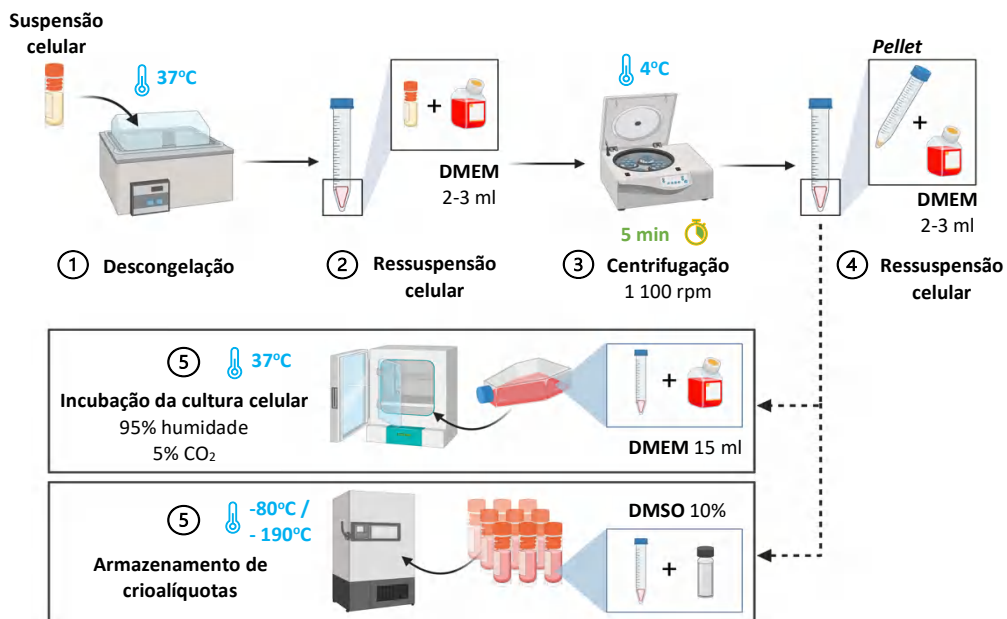 Suspensão
celular
37ºC
DMEM
2-3 ml
4ºC
5 min
Pellet
DMEM
2-3 ml
1 Descongelação
2 Ressuspensão
celular
3 Centrifugação
1 100 rpm
4 Ressuspensão
celular
5 37ºC
Incubação da cultura celular
95% humidade
5% CO₂
DMEM 15 ml
5 -80ºC /
- 190ºC
Armazenamento de
crioalíquotas
DMSO 10%